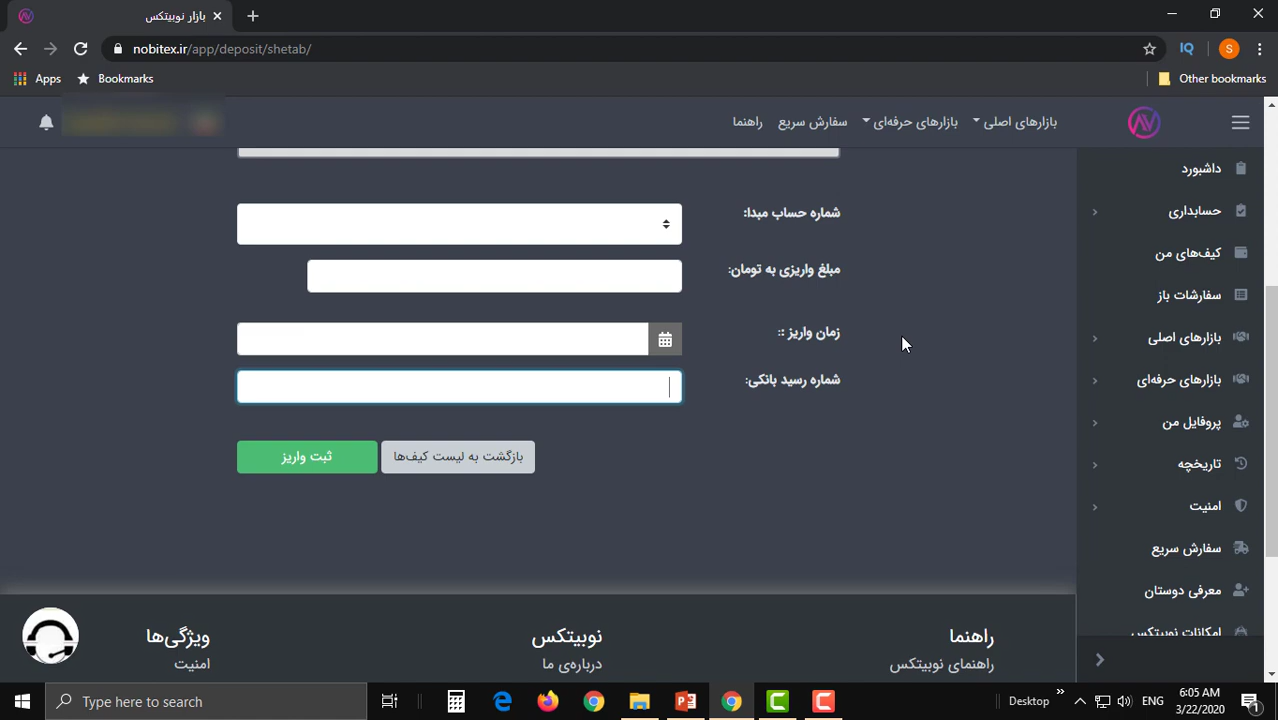 بازار نوبیتکس
nobitex.ir/app/deposit/shetab/
IQ
S
Apps
Bookmarks
Other bookmarks
بازارهای اصلی
بازارهای حرفه‌ای
سفارش سریع
راهنما
داشبورد
حسابداری
کیف‌های من
سفارشات باز
بازارهای اصلی
بازارهای حرفه‌ای
پروفایل من
تاریخچه
امنیت
سفارش سریع
معرفی دوستان
امکانات نوبیتکس
شماره حساب مبدا:
مبلغ واریزی به تومان:
زمان واریز ::
شماره رسید بانکی:
بازگشت به لیست کیف‌ها
ثبت واریز
راهنما
راهنمای نوبیتکس
نوبیتکس
درباره‌ی ما
ویژگی‌ها
امنیت
Type here to search
Desktop
ENG
6:05 AM
3/22/2020
1